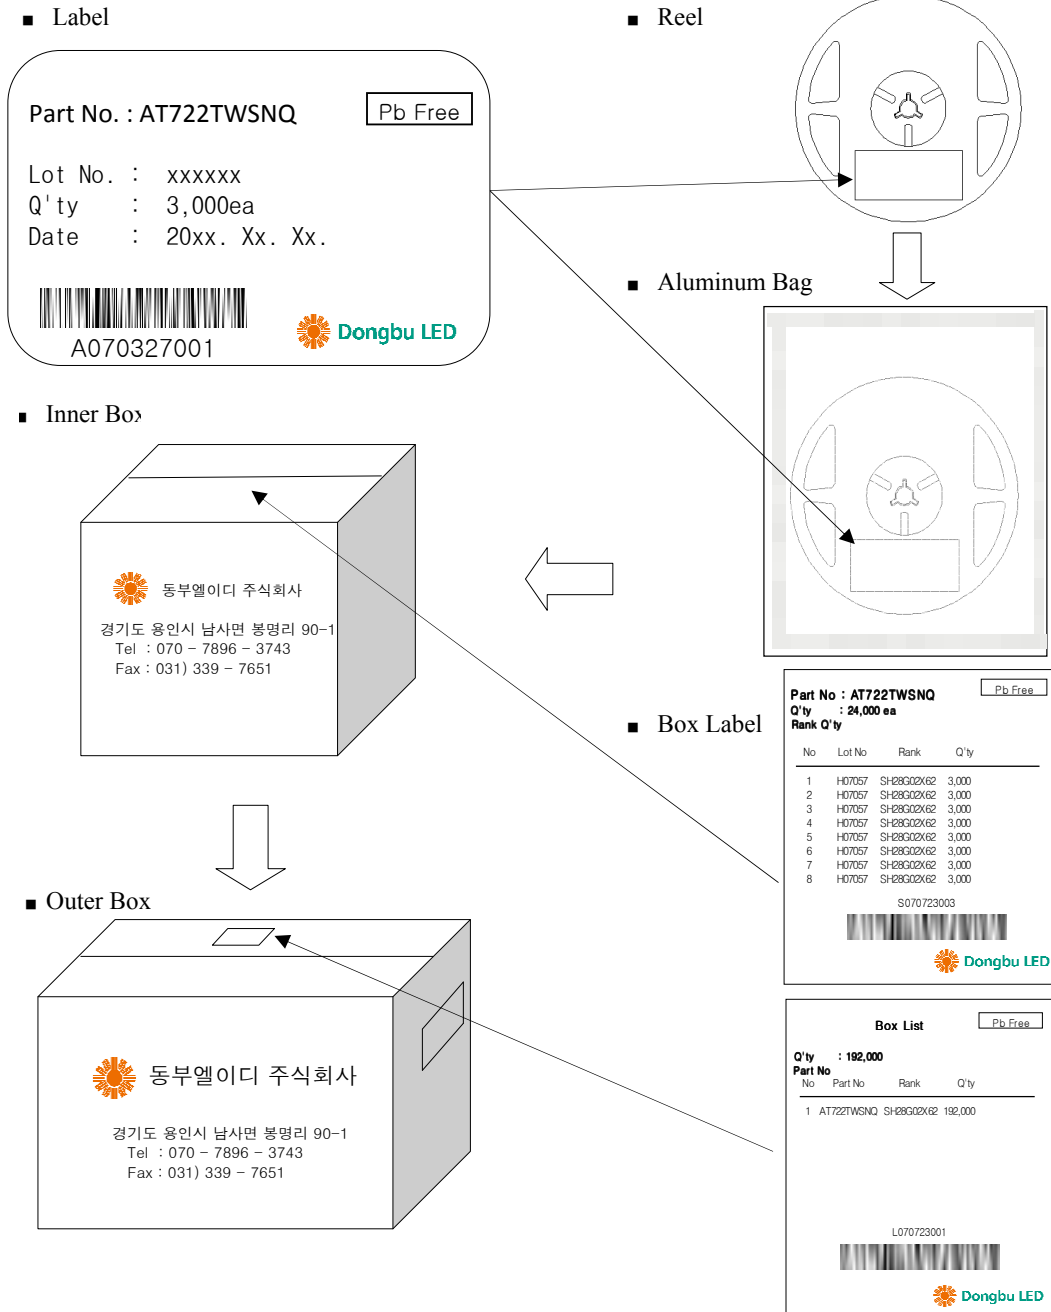 ■ Label
Part No. : AT722TWSNQ
Pb Free
Lot No. : xxxxxx
Q'ty : 3,000ea
Date : 20xx. Xx. Xx.
A070327001
Dongbu LED
■ Reel
■ Aluminum Bag
■ Inner Box
동부엘이디 주식회사
경기도 용인시 남사면 봉명리 90-1
Tel : 070 - 7896 - 3743
Fax : 031) 339 - 7651
■ Box Label
Part No : AT722TWSNQ
Pb Free
Q'ty : 24,000 ea
Rank Q'ty
No Lot No Rank Q'ty
1 H07057 SH28G02X62 3,000
2 H07057 SH28G02X62 3,000
3 H07057 SH28G02X62 3,000
4 H07057 SH28G02X62 3,000
5 H07057 SH28G02X62 3,000
6 H07057 SH28G02X62 3,000
7 H07057 SH28G02X62 3,000
8 H07057 SH28G02X62 3,000
S070723003
Dongbu LED
■ Outer Box
동부엘이디 주식회사
경기도 용인시 남사면 봉명리 90-1
Tel : 070 - 7896 - 3743
Fax : 031) 339 - 7651
Box List
Pb Free
Q'ty : 192,000
Part No
No Part No Rank Q'ty
1 AT722TWSNQ SH28G02X62 192,000
L070723001
Dongbu LED